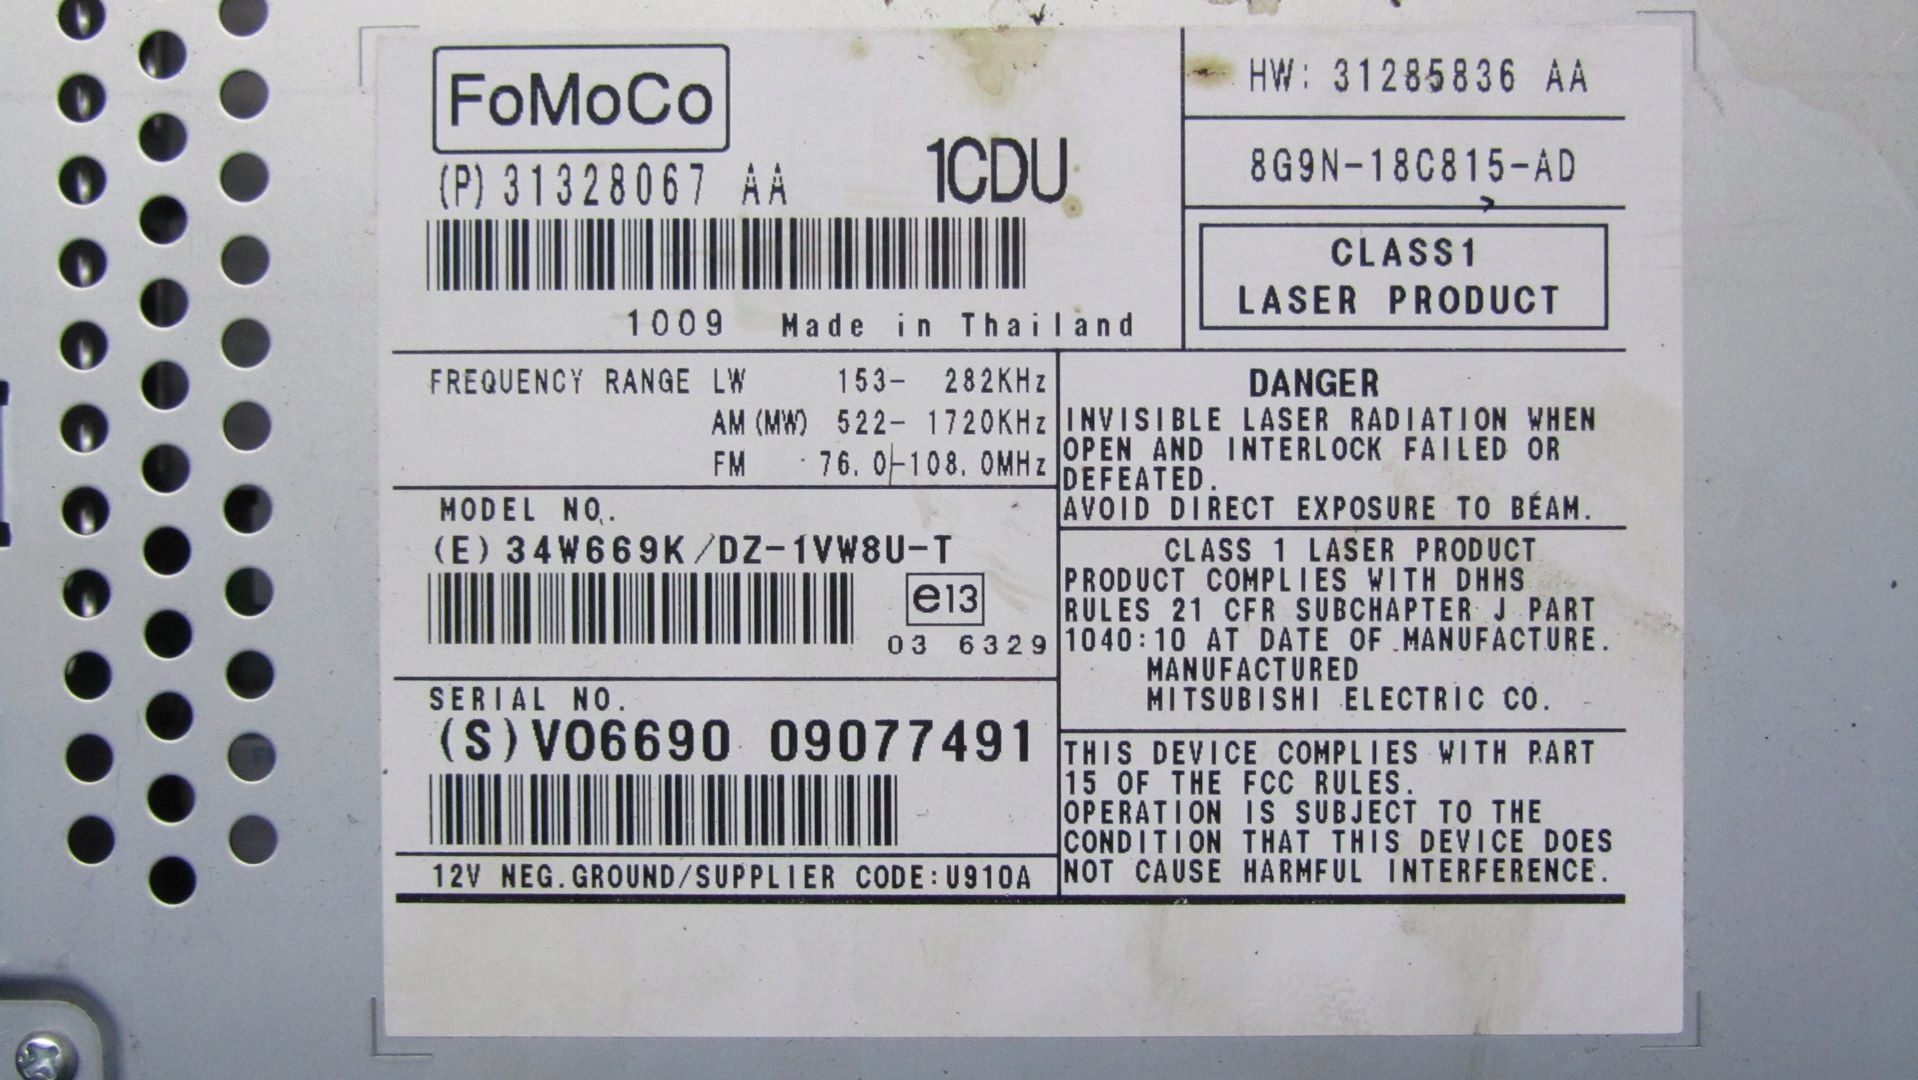 FoMoCo
(P) 31328067 AA
1CDU
1009 Made in Thailand
HW: 31285836 AA
8G9N-18C815-AD
CLASS1
LASER PRODUCT
FREQUENCY RANGE LW 153- 282KHz
AM (MW) 522- 1720KHz
FM 76.0-108.0MHz
MODEL NO.
(E) 34W669K/DZ-1VW8U-T
e13
03 6329
SERIAL NO.
(S) V06690 09077491
12V NEG.GROUND/SUPPLIER CODE:U910A
DANGER
INVISIBLE LASER RADIATION WHEN
OPEN AND INTERLOCK FAILED OR
DEFEATED.
AVOID DIRECT EXPOSURE TO BEAM.
CLASS 1 LASER PRODUCT
PRODUCT COMPLIES WITH DHHS
RULES 21 CFR SUBCHAPTER J PART
1040:10 AT DATE OF MANUFACTURE.
MANUFACTURED
MITSUBISHI ELECTRIC CO.
THIS DEVICE COMPLIES WITH PART
15 OF THE FCC RULES.
OPERATION IS SUBJECT TO THE
CONDITION THAT THIS DEVICE DOES
NOT CAUSE HARMFUL INTERFERENCE.